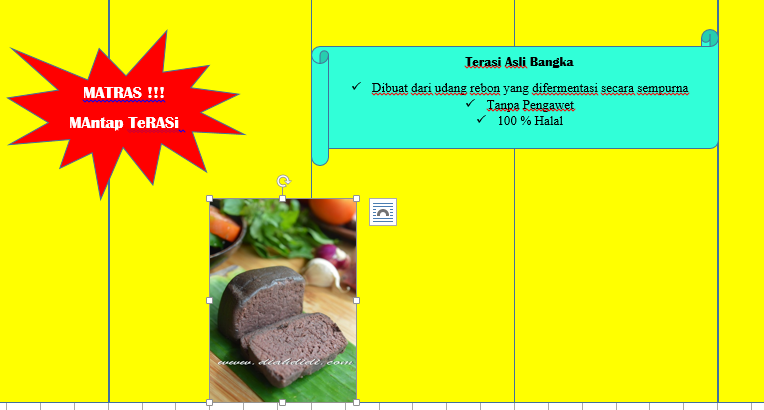 MATRAS !!!
MAntap TeRASi
Terasi Asli Bangka
✓ Dibuat dari udang rebon yang difermentasi secara sempurna
✓ Tanpa Pengawet
✓ 100 % Halal
www.diahdidi.com